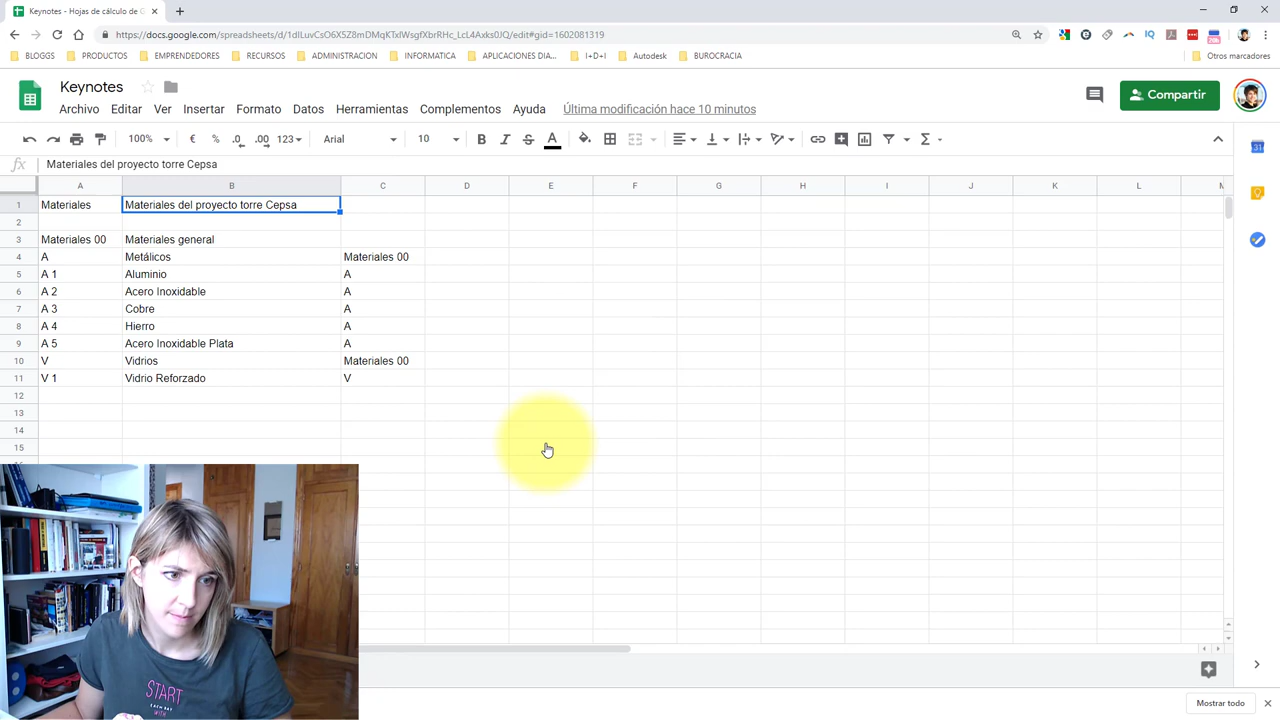 Keynotes - Hojas de cálculo de G
https://docs.google.com/spreadsheets/d/1dILuvCsO6X5Z8mDMqKTxlWsgfXbrRHc_LcL4Axks0JQ/edit#gid=1602081319
BLOGGS PRODUCTOS EMPRENDEDORES RECURSOS ADMINISTRACION INFORMATICA APLICACIONES DIA... I+D+I Autodesk BUROCRACIA Otros marcadores
Keynotes
Compartir
Archivo Editar Ver Insertar Formato Datos Herramientas Complementos Ayuda Última modificación hace 10 minutos
100% € % .0 .00 123 Arial 10 B I S A Σ
fx Materiales del proyecto torre Cepsa
A B C D E F G H I J K L M
1 Materiales Materiales del proyecto torre Cepsa
2
3 Materiales 00 Materiales general
4 A Metálicos Materiales 00
5 A 1 Aluminio A
6 A 2 Acero Inoxidable A
7 A 3 Cobre A
8 A 4 Hierro A
9 A 5 Acero Inoxidable Plata A
10 V Vidrios Materiales 00
11 V 1 Vidrio Reforzado V
12
13
14
15
START
Mostrar todo